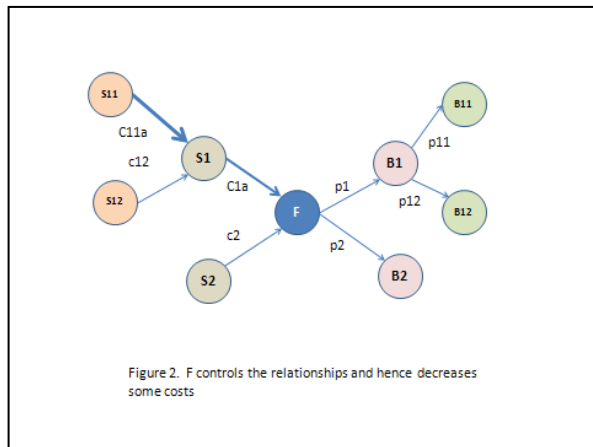 S11
B11
C11a
p11
c12
S1
B1
C1a
p1
p12
S12
B12
F
c2
p2
S2
B2
Figure 2. F controls the relationships and hence decreases
some costs